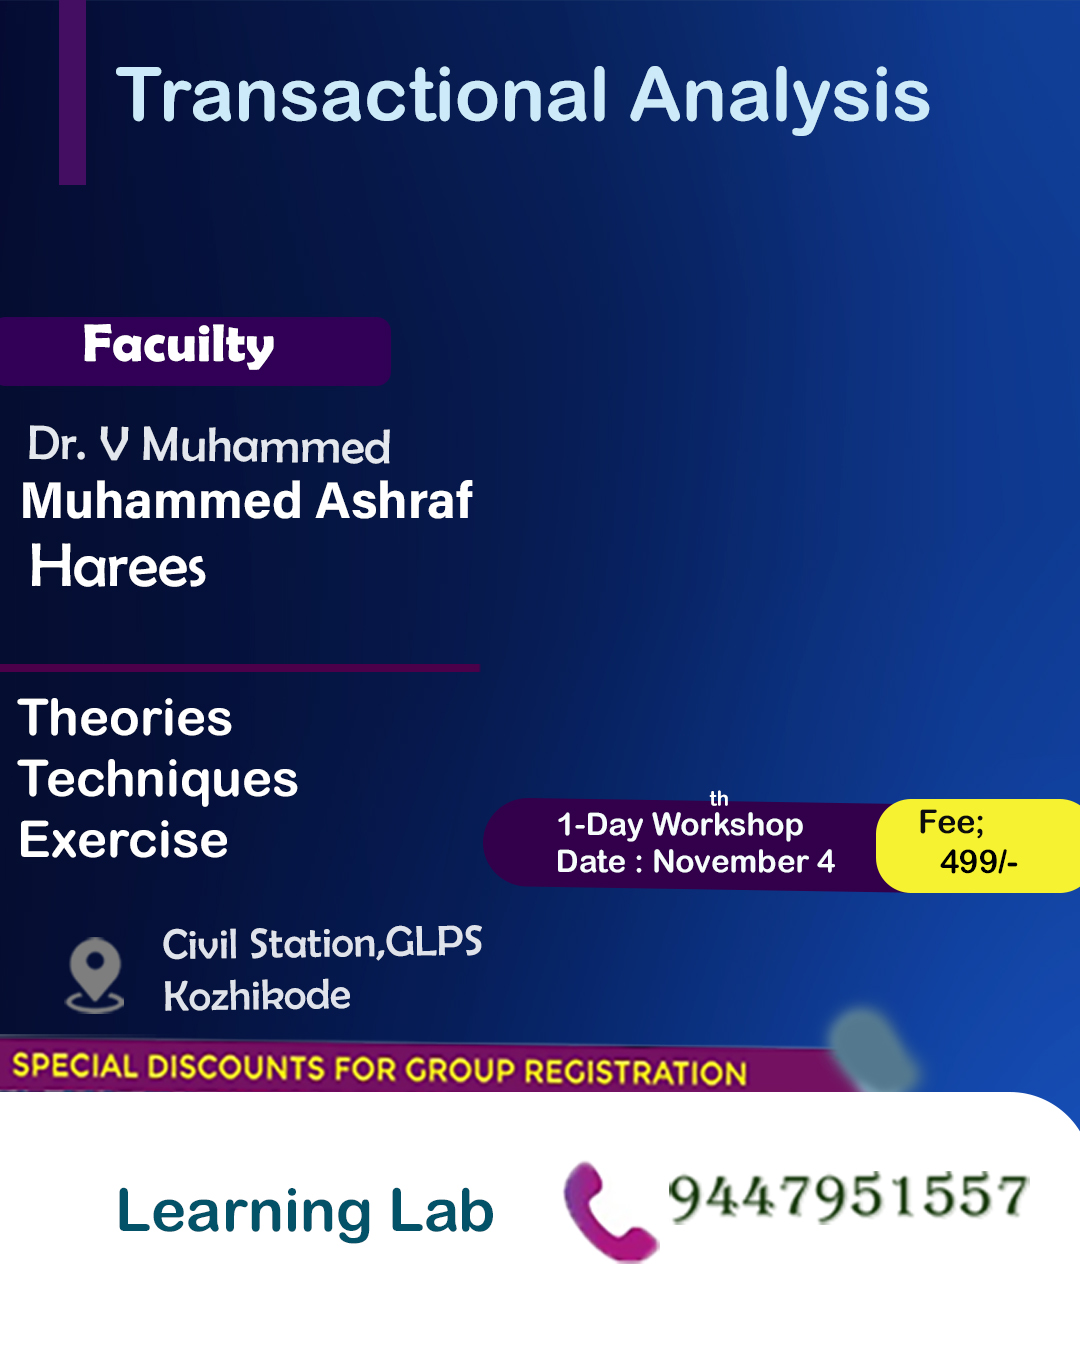 Transactional Analysis
Facuilty
Dr. V Muhammed
Muhammed Ashraf
Harees
Theories
Techniques
Exercise
th
1-Day Workshop
Date : November 4
Fee;
499/-
Civil Station,GLPS
Kozhikode
SPECIAL DISCOUNTS FOR GROUP REGISTRATION
Learning Lab
9447951557